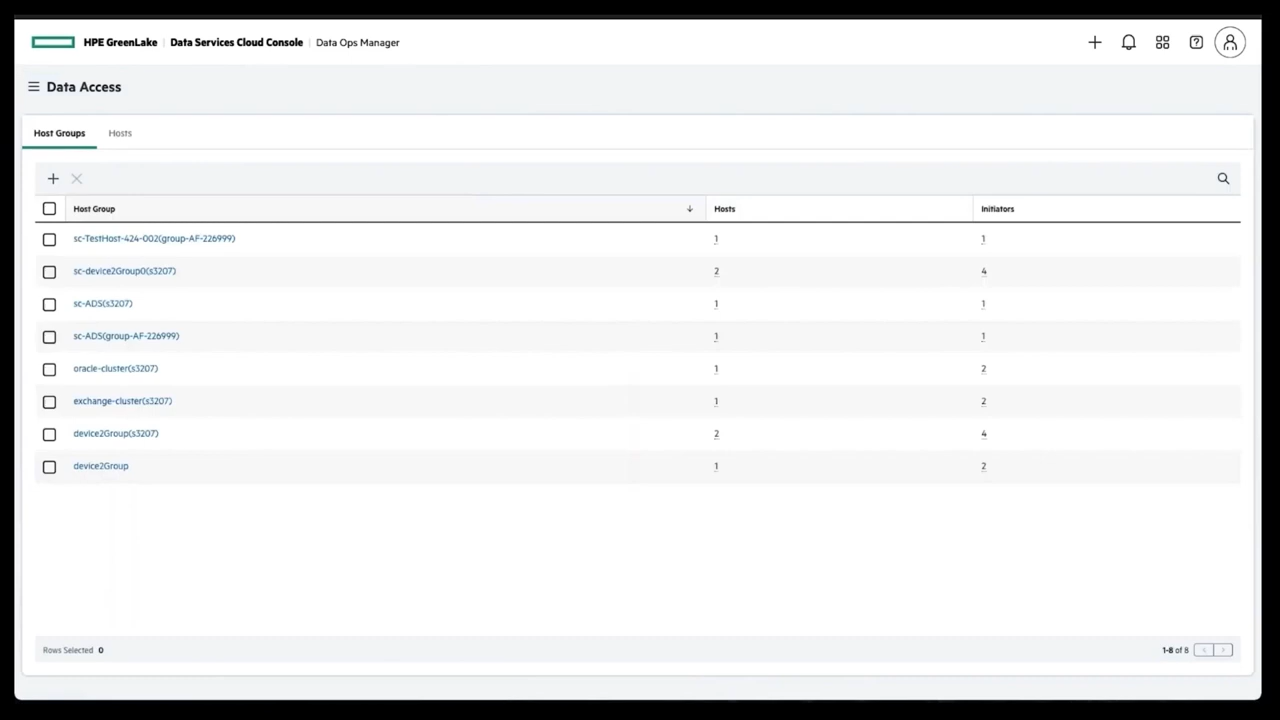 HPE GreenLake | Data Services Cloud Console | Data Ops Manager
Data Access
Host Groups Hosts
Host Group Hosts Initiators
sc-TestHost-424-002(group-AF-226999) 1 1
sc-device2Group0(s3207) 2 4
sc-ADS(s3207) 1 1
sc-ADS(group-AF-226999) 1 1
oracle-cluster(s3207) 1 2
exchange-cluster(s3207) 1 2
device2Group(s3207) 2 4
device2Group 1 2
Rows Selected 0 1-8 of 8